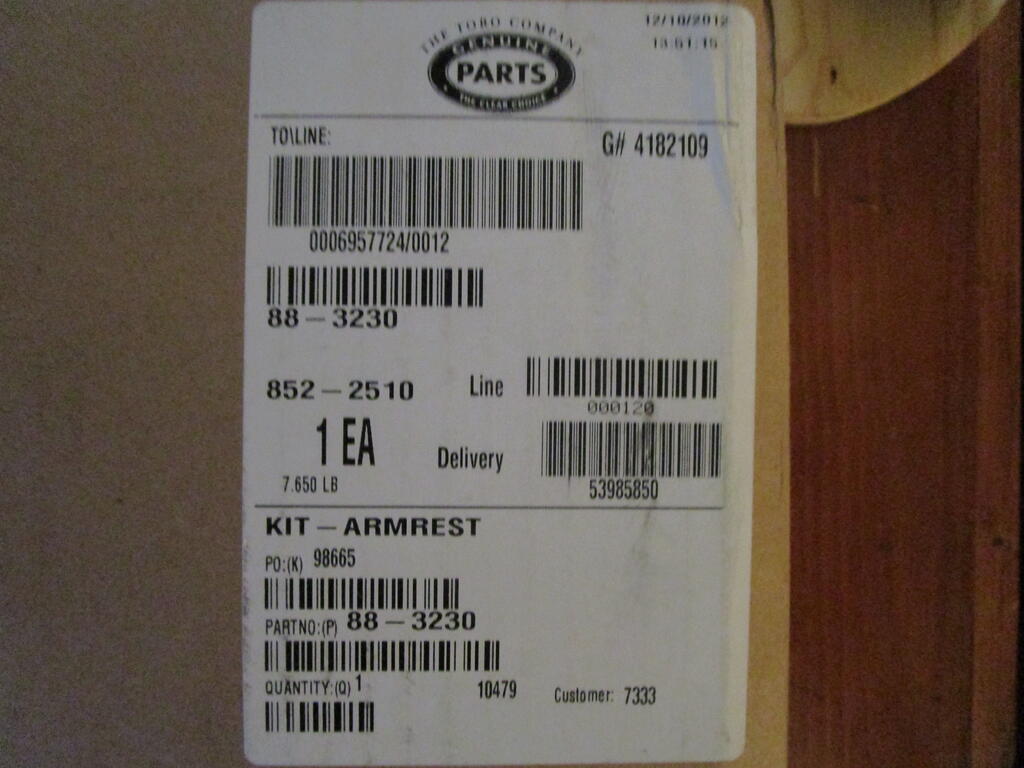 THE TORO COMPANY
GENUINE
PARTS
THE CLEAR CHOICE
12/10/2012
13:51:15
TO\LINE:
G# 4182109
0006957724/0012
88-3230
852-2510
Line
000120
1 EA
Delivery
7.650 LB
53985850
KIT-ARMREST
PO:(K) 98665
PARTNO:(P) 88-3230
QUANTITY:(Q) 1
10479
Customer: 7333